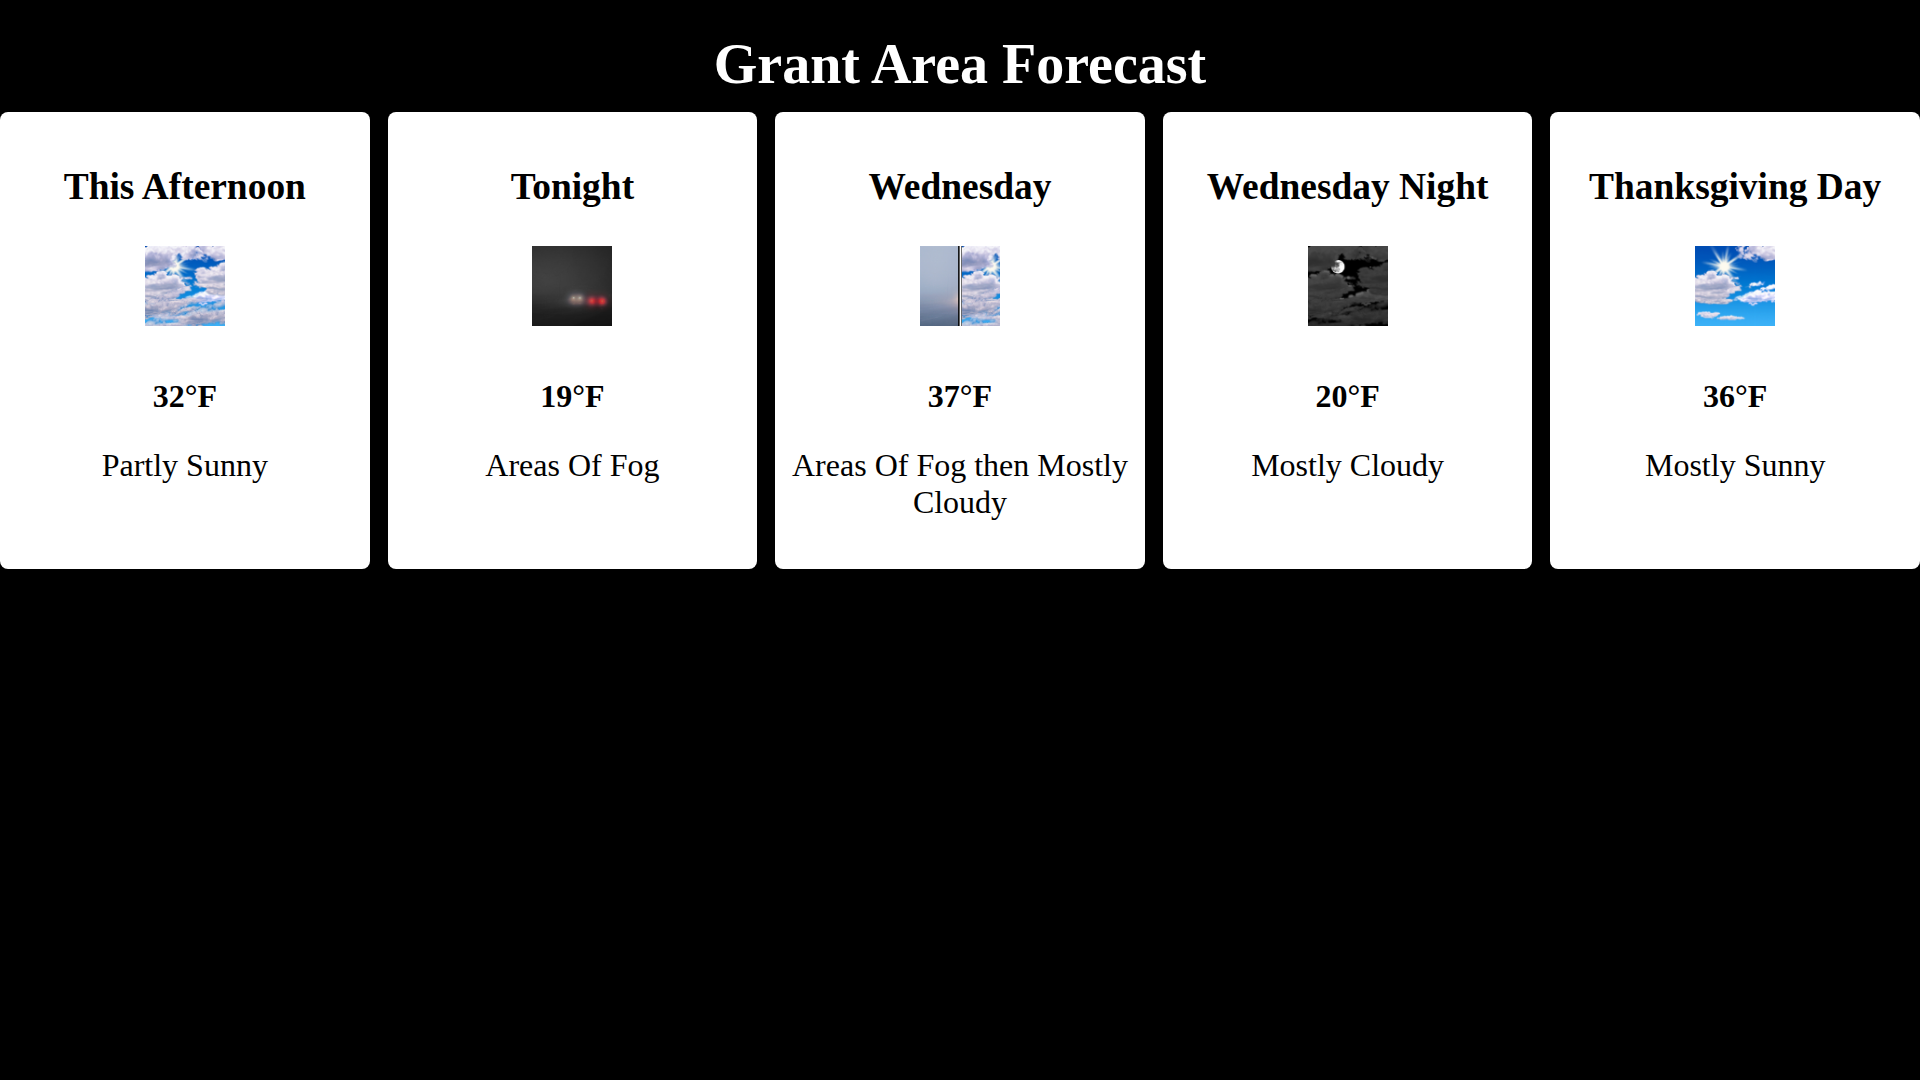 Grant Area Forecast
This Afternoon
32°F
Partly Sunny
Tonight
19°F
Areas Of Fog
Wednesday
37°F
Areas Of Fog then Mostly
Cloudy
Wednesday Night
20°F
Mostly Cloudy
Thanksgiving Day
36°F
Mostly Sunny